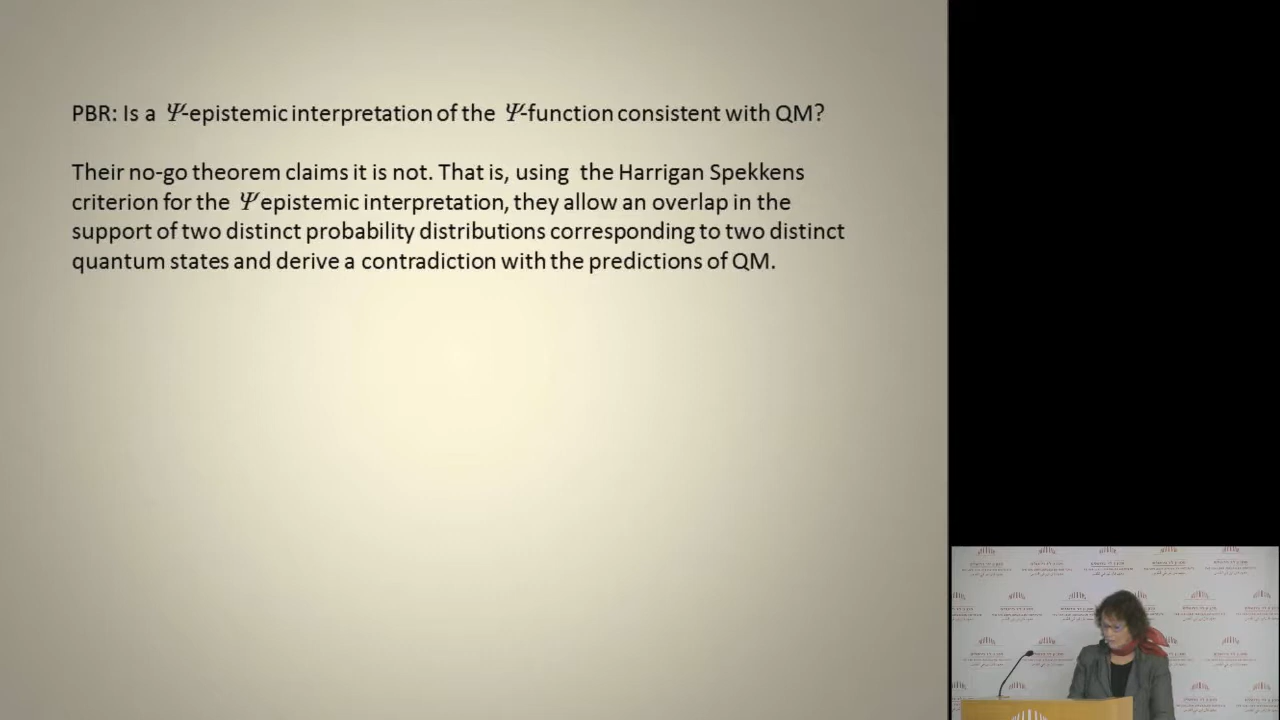 PBR: Is a Ψ-epistemic interpretation of the Ψ-function consistent with QM?
Their no-go theorem claims it is not. That is, using the Harrigan Spekkens
criterion for the Ψ epistemic interpretation, they allow an overlap in the
support of two distinct probability distributions corresponding to two distinct
quantum states and derive a contradiction with the predictions of QM.